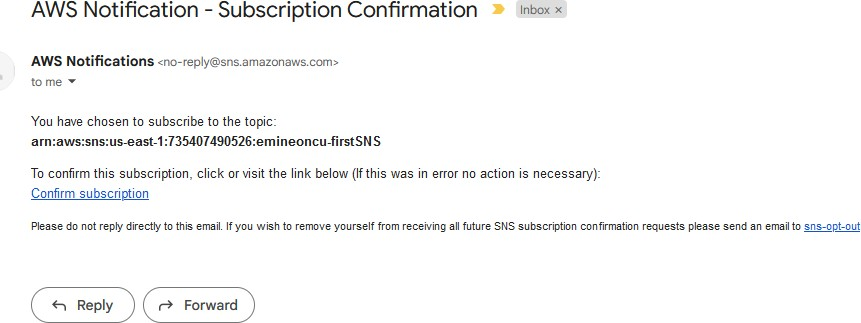 AWS Notification - Subscription Confirmation Inbox ×
AWS Notifications <no-reply@sns.amazonaws.com>
to me
You have chosen to subscribe to the topic:
arn:aws:sns:us-east-1:735407490526:emineoncu-firstSNS
To confirm this subscription, click or visit the link below (If this was in error no action is necessary):
Confirm subscription
Please do not reply directly to this email. If you wish to remove yourself from receiving all future SNS subscription confirmation requests please send an email to sns-opt-out
Reply Forward